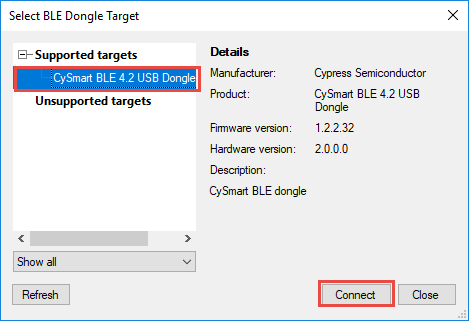 Select BLE Dongle Target
Supported targets
CySmart BLE 4.2 USB Dongle
Unsupported targets
Show all
Details
Manufacturer: Cypress Semiconductor
Product: CySmart BLE 4.2 USB
Dongle
Firmware version: 1.2.2.32
Hardware version: 2.0.0.0
Description:
CySmart BLE dongle
Refresh
Connect
Close